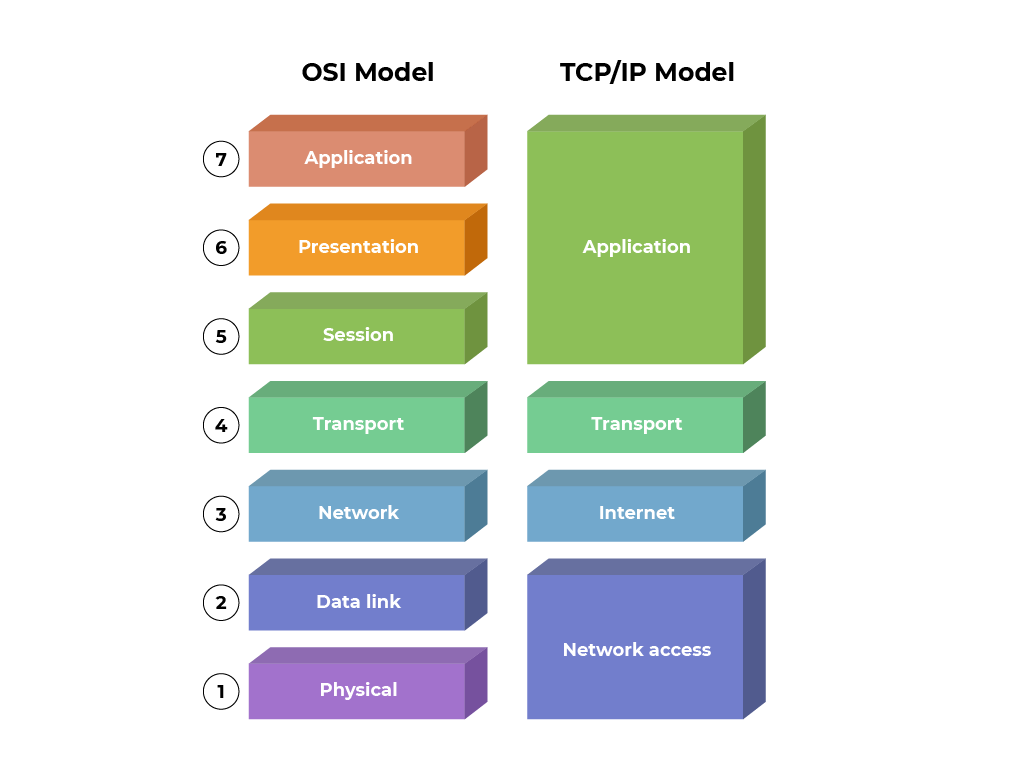 OSI Model
TCP/IP Model
7
Application
6
Presentation
5
Session
4
Transport
3
Network
2
Data link
1
Physical
Application
Transport
Internet
Network access